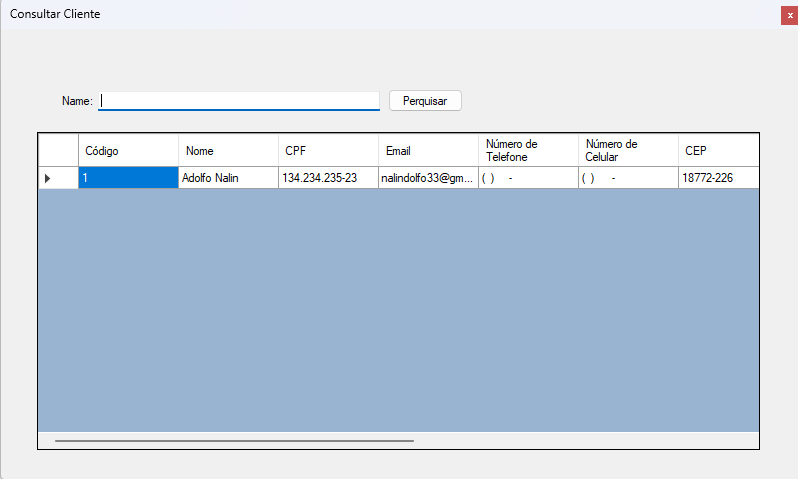 Consultar Cliente
x
Name: Perquisar
Código Nome CPF Email Número de Telefone Número de Celular CEP
1 Adolfo Nalin 134.234.235-23 nalindolfo33@gm... ( ) - ( ) - 18772-226